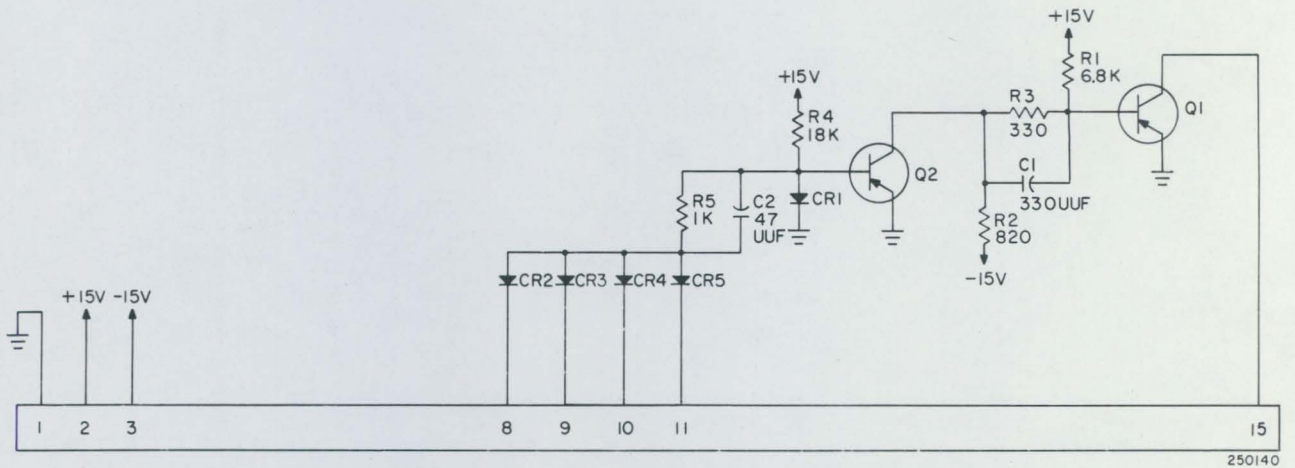 +15V
R1
6.8K
Q1
+15V
R4
18K
R3
330
Q2
C1
330UUF
R5
1K
C2
47
UUF
CR1
R2
820
-15V
CR2
CR3
CR4
CR5
+15V
-15V
1 2 3 8 9 10 11 15
250140